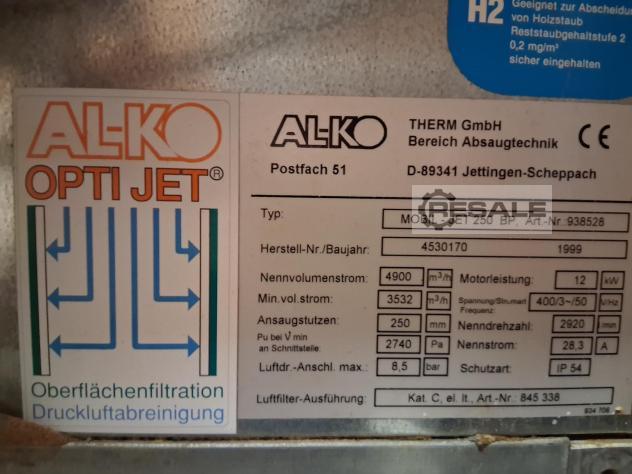 H2
Geeignet zur Abscheidung
von Holzstaub
Reststaubgehaltstufe 2
0,2 mg/m³
sicher eingehalten
AL-KO
OPTI JET®
Oberflächenfiltration
Druckluftabreinigung
AL-KO THERM GmbH
Bereich Absaugtechnik CE
Postfach 51 D-89341 Jettingen-Scheppach
RESALE
Typ: MOBIL - JET 250 BP, Art.-Nr.:938528
Herstell-Nr./Baujahr: 4530170 1999
Nennvolumenstrom: 4900 m³/h Motorleistung: 12 kW
Min.vol.strom: 3532 m³/h Spannung/Strn.mart Frequenz: 400/3~/50 V/Hz
Ansaugstutzen: 250 mm Nenndrehzahl: 2920 /min
Pu bei V min
an Schnittstelle: 2740 Pa Nennstrom: 28,3 A
Luftdr.-Anschl. max.: 8,5 bar Schutzart: IP 54
Luftfilter-Ausführung: Kat. C, el. lt., Art.-Nr.: 845 338
934 706